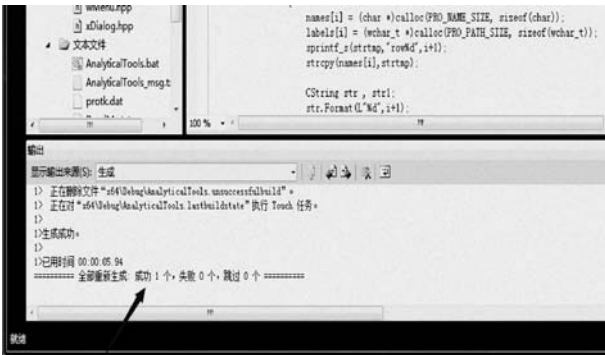 wMenu.hpp
xDialog.hpp
文本文件
AnalyticalTools.bat
AnalyticalTools_msg.t
protk.dat
names[i] = (char *)calloc(PRO_NAME_SIZE, sizeof(char));
labels[i] = (wchar_t *)calloc(PRO_PATH_SIZE, sizeof(wchar_t));
sprintf_s(strtmp,"row%d",i+1);
strcpy(names[i],strtmp);
CString str , str1;
str.Format(L"%d",i+1);
100 %
输出
显示输出来源(S): 生成
1> 正在删除文件“x64\Debug\AnalyticalTools.unsuccessfulbuild”。
1> 正在对“x64\Debug\AnalyticalTools.lastbuildstate”执行 Touch 任务。
1>
1>生成成功。
1>
1>已用时间 00:00:05.94
========== 全部重新生成: 成功 1 个，失败 0 个，跳过 0 个 ==========
就绪